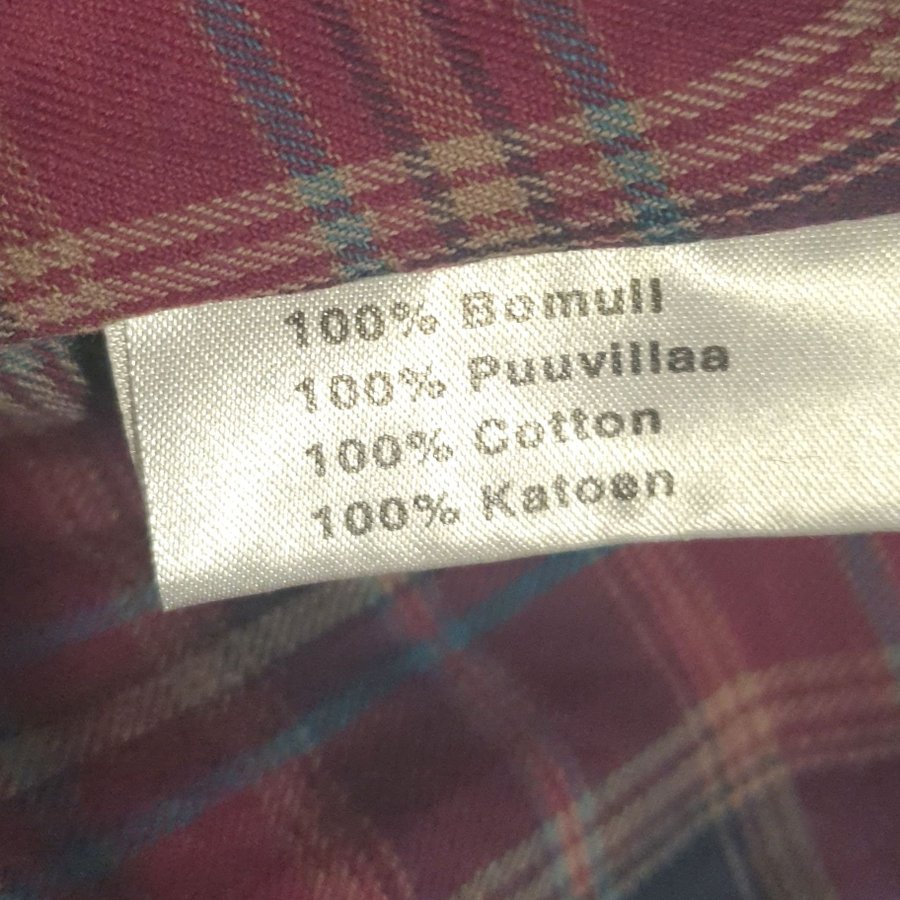 100% Bomull
100% Puuvillaa
100% Cotton
100% Katoen